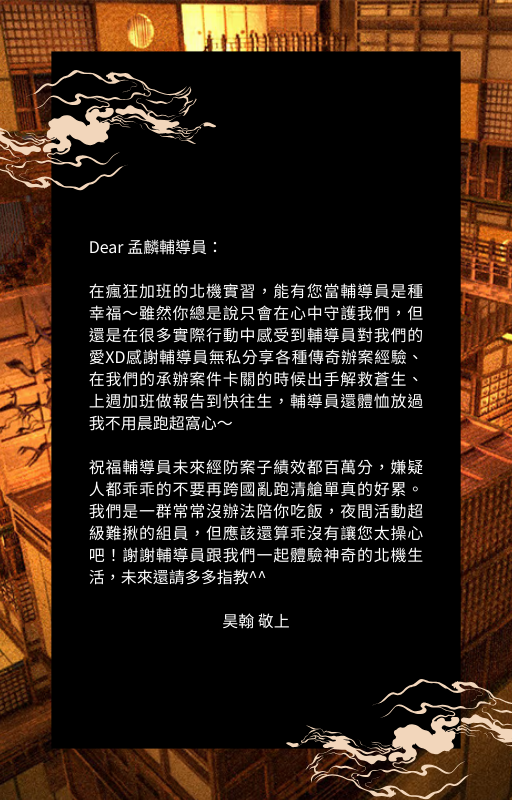 Dear 孟麟輔導員：
在瘋狂加班的北機實習，能有您當輔導員是種
幸福～雖然你總是說只會在心中守護我們，但
還是在很多實際行動中感受到輔導員對我們的
愛XD感謝輔導員無私分享各種傳奇辦案經驗、
在我們的承辦案件卡關的時候出手解救蒼生、
上週加班做報告到快往生，輔導員還體恤放過
我不用晨跑超窩心～
祝福輔導員未來經防案子績效都百萬分，嫌疑
人都乖乖的不要再跨國亂跑清艙單真的好累。
我們是一群常常沒辦法陪你吃飯，夜間活動超
級難揪的組員，但應該還算乖沒有讓您太操心
吧！謝謝輔導員跟我們一起體驗神奇的北機生
活，未來還請多多指教^^
昊翰 敬上